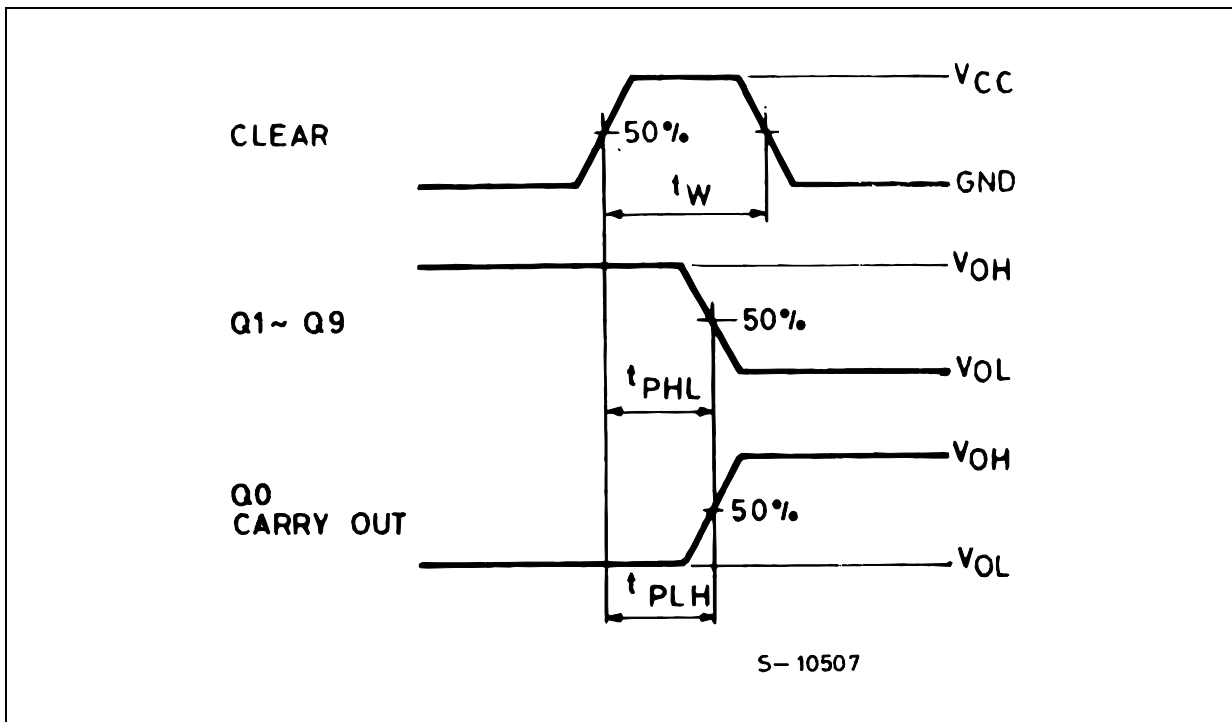 VCC
CLEAR
50%
GND
tW
VOH
Q1~ Q9
50%
VOL
tPHL
VOH
Q0
CARRY OUT
50%
VOL
tPLH
S-10507